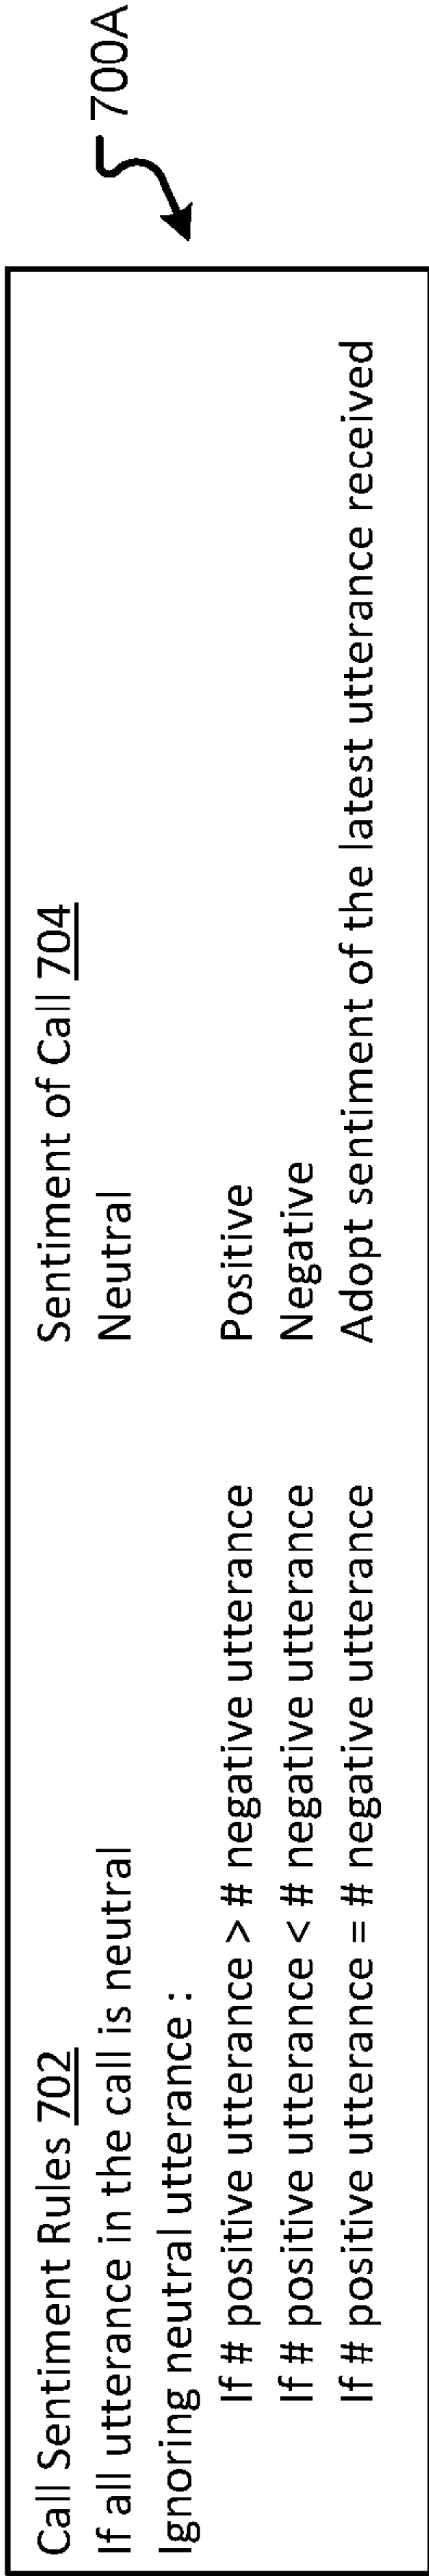 700A
Call Sentiment Rules 702 Sentiment of Call 704
If all utterance in the call is neutral Neutral
Ignoring neutral utterance :
If # positive utterance > # negative utterance Positive
If # positive utterance < # negative utterance Negative
If # positive utterance = # negative utterance Adopt sentiment of the latest utterance received